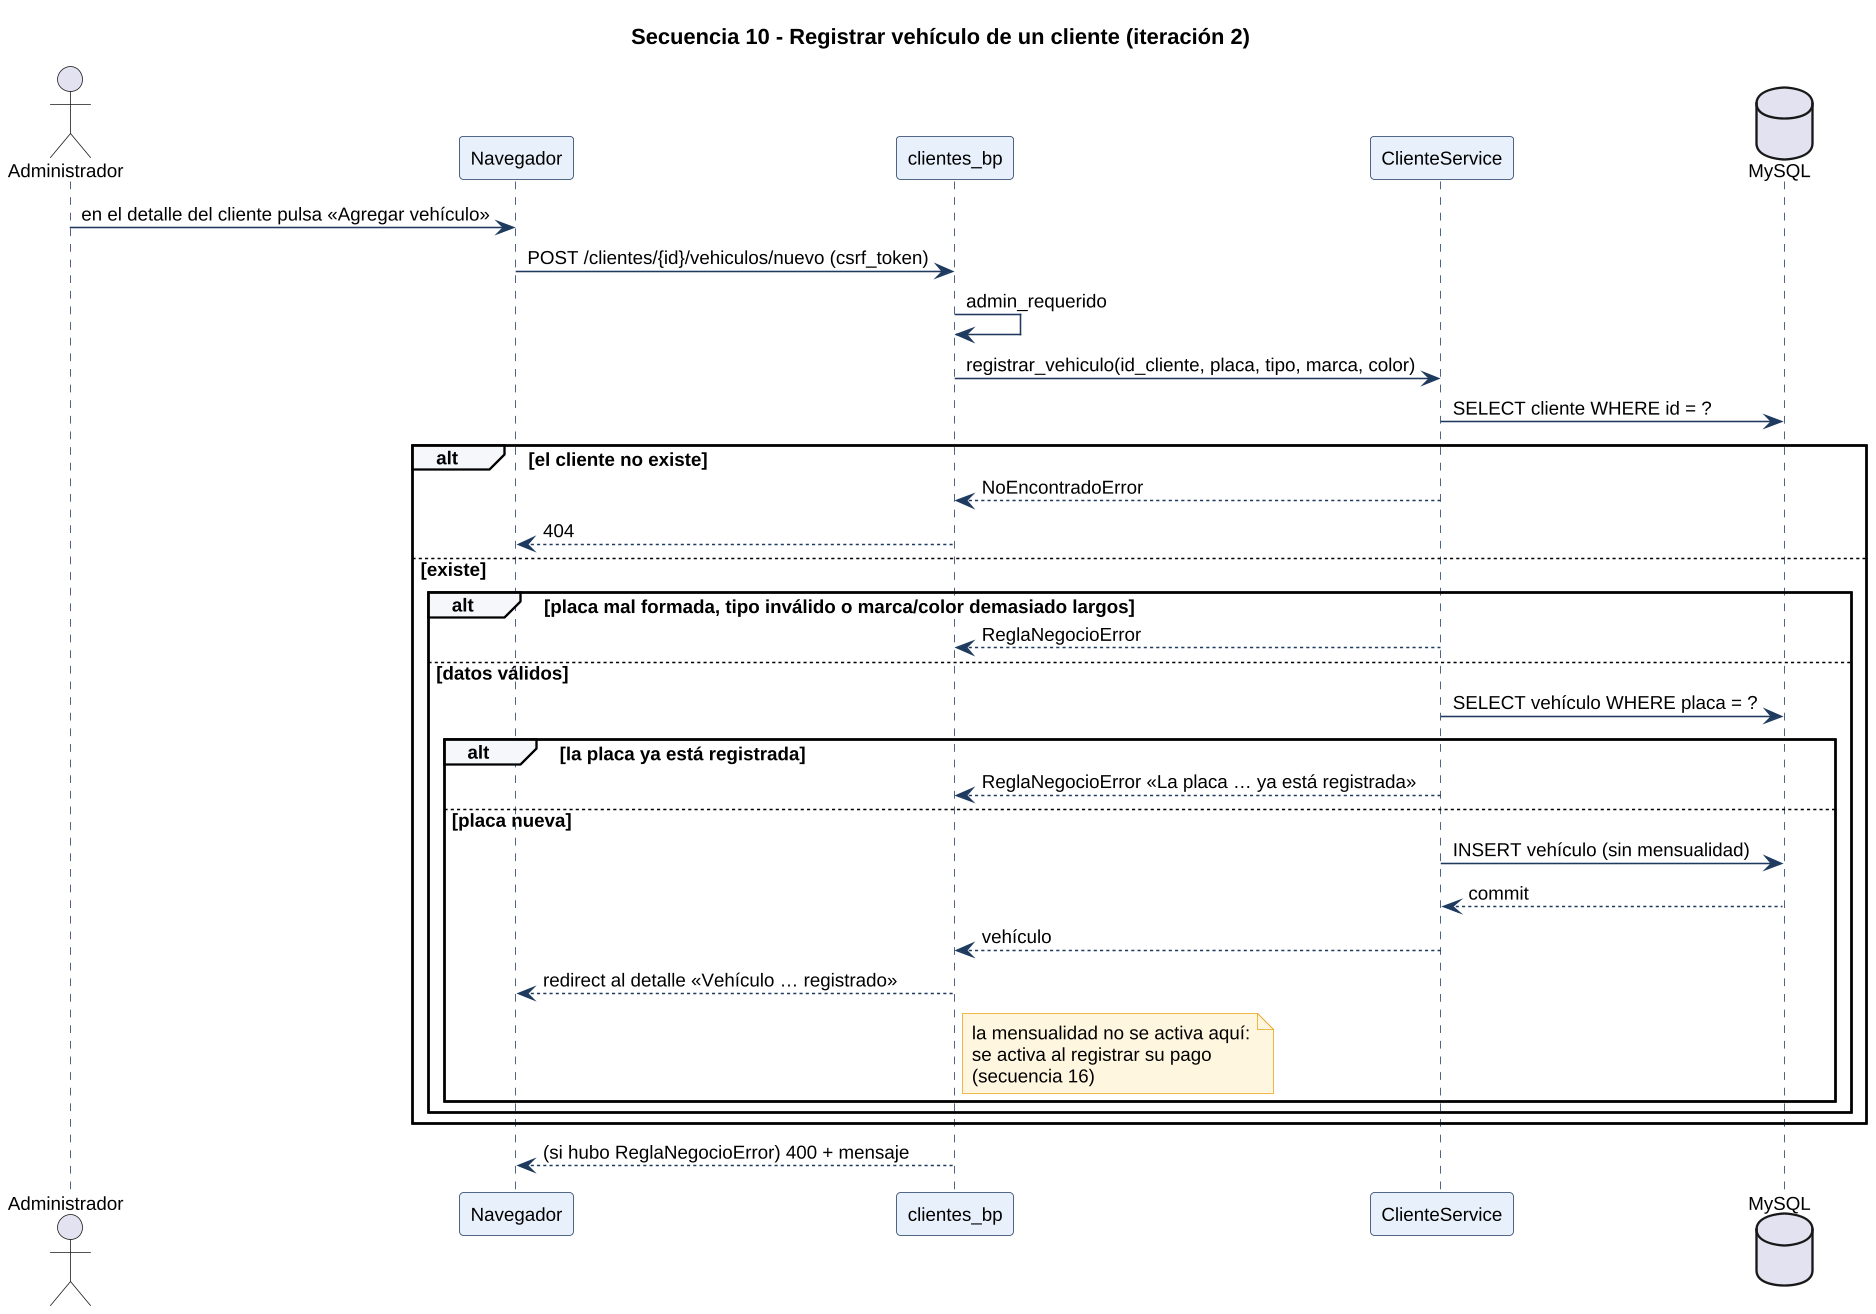 Secuencia 10 - Registrar vehículo de un cliente (iteración 2)
Administrador
Navegador
clientes_bp
ClienteService
MySQL
en el detalle del cliente pulsa «Agregar vehículo»
POST /clientes/{id}/vehiculos/nuevo (csrf_token)
admin_requerido
registrar_vehiculo(id_cliente, placa, tipo, marca, color)
SELECT cliente WHERE id = ?
alt [el cliente no existe]
NoEncontradoError
404
[existe]
alt [placa mal formada, tipo inválido o marca/color demasiado largos]
ReglaNegocioError
[datos válidos]
SELECT vehículo WHERE placa = ?
alt [la placa ya está registrada]
ReglaNegocioError «La placa … ya está registrada»
[placa nueva]
INSERT vehículo (sin mensualidad)
commit
vehículo
redirect al detalle «Vehículo … registrado»
la mensualidad no se activa aquí:
se activa al registrar su pago
(secuencia 16)
(si hubo ReglaNegocioError) 400 + mensaje
Administrador
Navegador
clientes_bp
ClienteService
MySQL